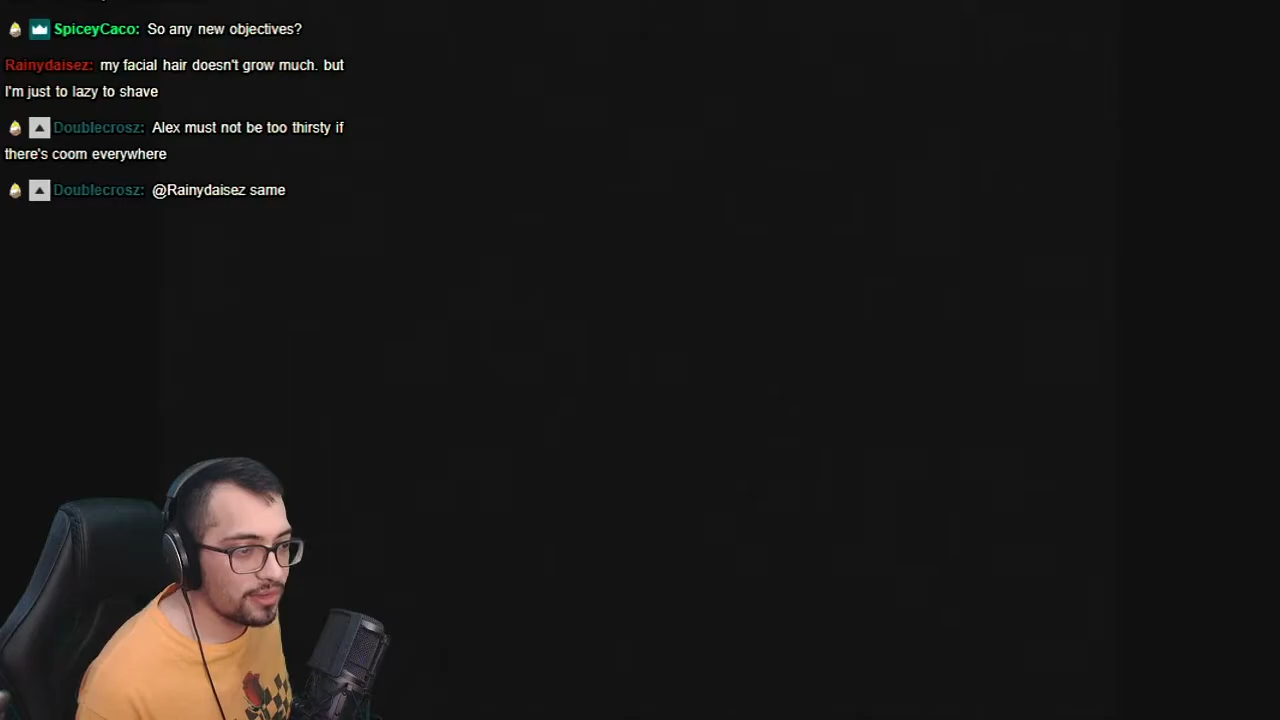 SpiceyCaco: So any new objectives?
Rainydaisez: my facial hair doesn't grow much. but
I'm just to lazy to shave
Doublecrosz: Alex must not be too thirsty if
there's coom everywhere
Doublecrosz: @Rainydaisez same